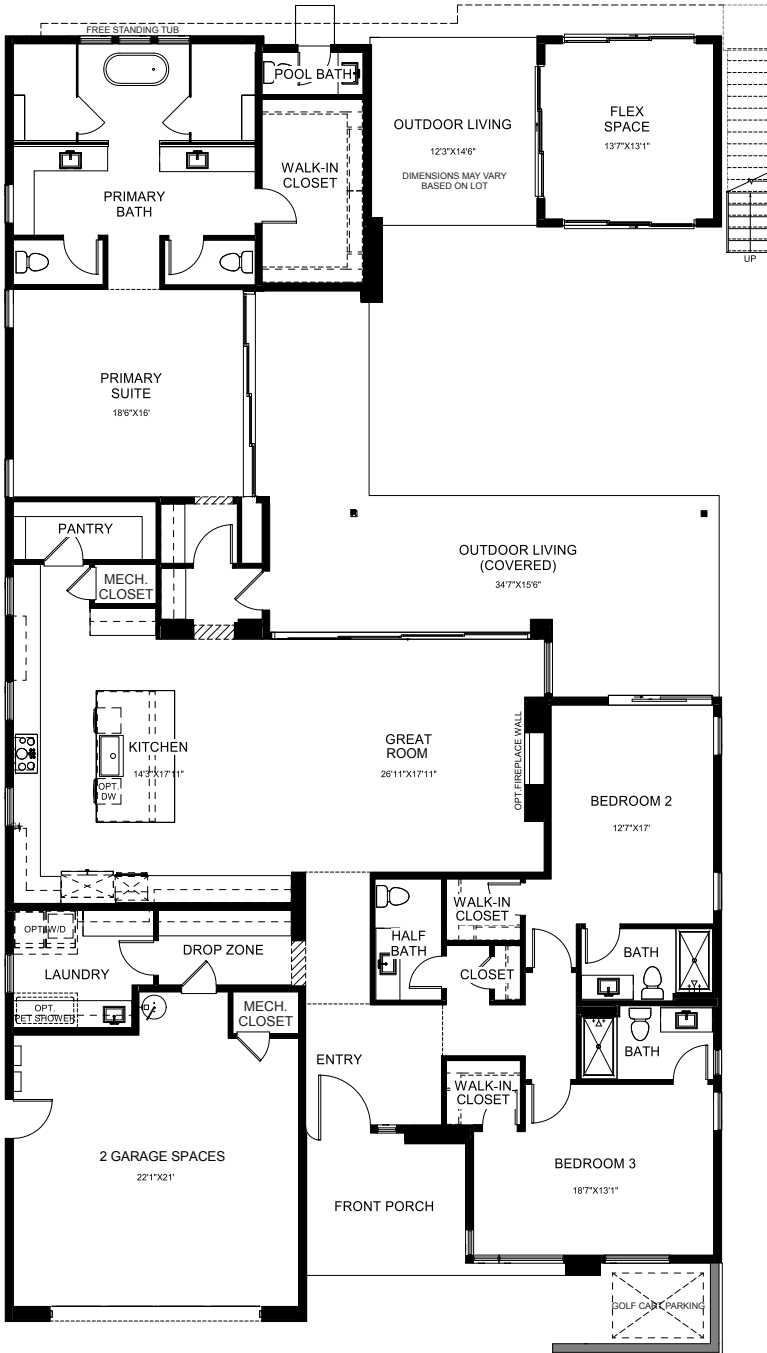 FREE STANDING TUB
POOL BATH
OUTDOOR LIVING
12'3"X14'6"
DIMENSIONS MAY VARY
BASED ON LOT
FLEX
SPACE
13'7"X13'1"
WALK-IN
CLOSET
PRIMARY
BATH
UP
PRIMARY
SUITE
18'6"X16'
PANTRY
MECH.
CLOSET
OUTDOOR LIVING
(COVERED)
34'7"X15'6"
KITCHEN
14'3"X17'11"
OPT.
DW
GREAT
ROOM
26'11"X17'11"
OPT.FIREPLACE WALL
BEDROOM 2
12'7"X17'
WALK-IN
CLOSET
OPT. W/D
DROP ZONE
HALF
BATH
LAUNDRY
CLOSET
BATH
OPT.
PET SHOWER
MECH.
CLOSET
ENTRY
BATH
WALK-IN
CLOSET
2 GARAGE SPACES
22'1"X21'
BEDROOM 3
18'7"X13'1"
FRONT PORCH
GOLF CART PARKING